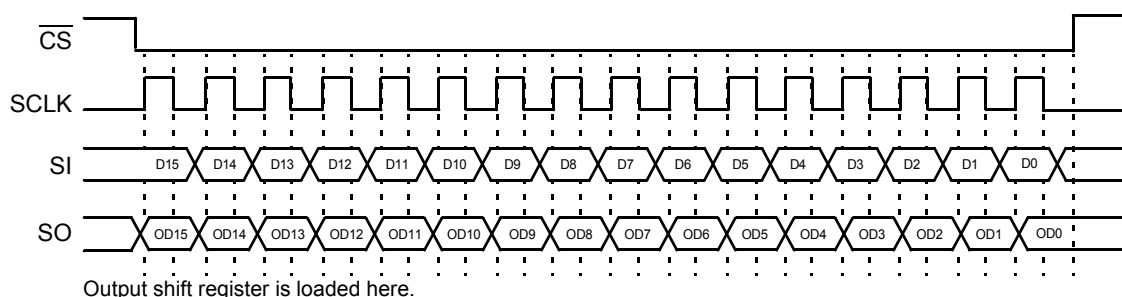 CS
SCLK
SI D15 D14 D13 D12 D11 D10 D9 D8 D7 D6 D5 D4 D3 D2 D1 D0
SO OD15 OD14 OD13 OD12 OD11 OD10 OD9 OD8 OD7 OD6 OD5 OD4 OD3 OD2 OD1 OD0
Output shift register is loaded here.